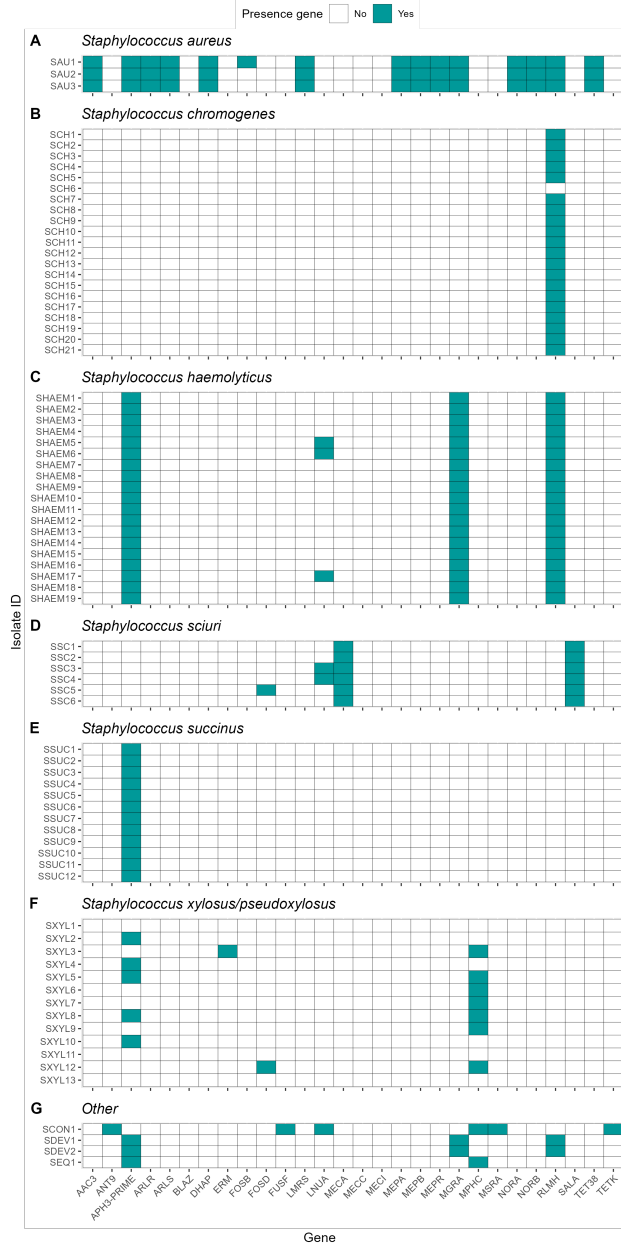 Presence gene No Yes
A Staphylococcus aureus
SAU1
SAU2
SAU3
B Staphylococcus chromogenes
SCH1
SCH2
SCH3
SCH4
SCH5
SCH6
SCH7
SCH8
SCH9
SCH10
SCH11
SCH12
SCH13
SCH14
SCH15
SCH16
SCH17
SCH18
SCH19
SCH20
SCH21
C Staphylococcus haemolyticus
SHAEM1
SHAEM2
SHAEM3
SHAEM4
SHAEM5
SHAEM6
SHAEM7
SHAEM8
SHAEM9
SHAEM10
SHAEM11
SHAEM12
SHAEM13
SHAEM14
SHAEM15
SHAEM16
SHAEM17
SHAEM18
SHAEM19
Isolate ID
D Staphylococcus sciuri
SSC1
SSC2
SSC3
SSC4
SSC5
SSC6
E Staphylococcus succinus
SSUC1
SSUC2
SSUC3
SSUC4
SSUC5
SSUC6
SSUC7
SSUC8
SSUC9
SSUC10
SSUC11
SSUC12
F Staphylococcus xylosus/pseudoxylosus
SXYL1
SXYL2
SXYL3
SXYL4
SXYL5
SXYL6
SXYL7
SXYL8
SXYL9
SXYL10
SXYL11
SXYL12
SXYL13
G Other
SCON1
SDEV1
SDEV2
SEQ1
AAC3
ANT9
APH3-PRIME
ARLR
ARLS
BLAZ
DHAP
ERM
FOSB
FOSD
FUSF
LMRS
LNUA
MECA
MECC
MECI
MEPA
MEPB
MEPR
MGRA
MPHC
MSRA
NORA
NORB
RLMH
SALA
TET38
TETK
Gene